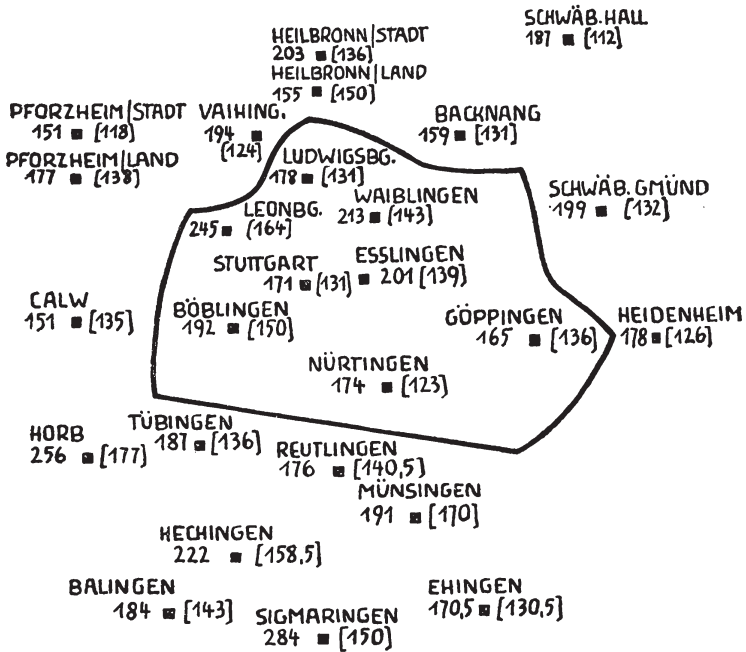 SCHWÄB.HALL
187 [112]
HEILBRONN/STADT
203 [136]
HEILBRONN/LAND
155 [150]
PFORZHEIM/STADT
151 [118]
VAIHING.
194
[124]
BACKNANG
159 [131]
PFORZHEIM/LAND
177 [138]
LUDWIGSBG.
178 [131]
WAIBLINGEN
213 [143]
SCHWÄB.GMÜND
199 [132]
LEONBG.
245 [164]
STUTTGART
171 [131]
ESSLINGEN
201 [139]
CALW
151 [135]
BÖBLINGEN
192 [150]
GÖPPINGEN
165 [136]
HEIDENHEIM
178 [126]
NÜRTINGEN
174 [123]
HORB
256 [177]
TÜBINGEN
187 [136]
REUTLINGEN
176 [140,5]
MÜNSINGEN
191 [170]
HECHINGEN
222 [158,5]
BALINGEN
184 [143]
SIGMARINGEN
284 [150]
EHINGEN
170,5 [130,5]